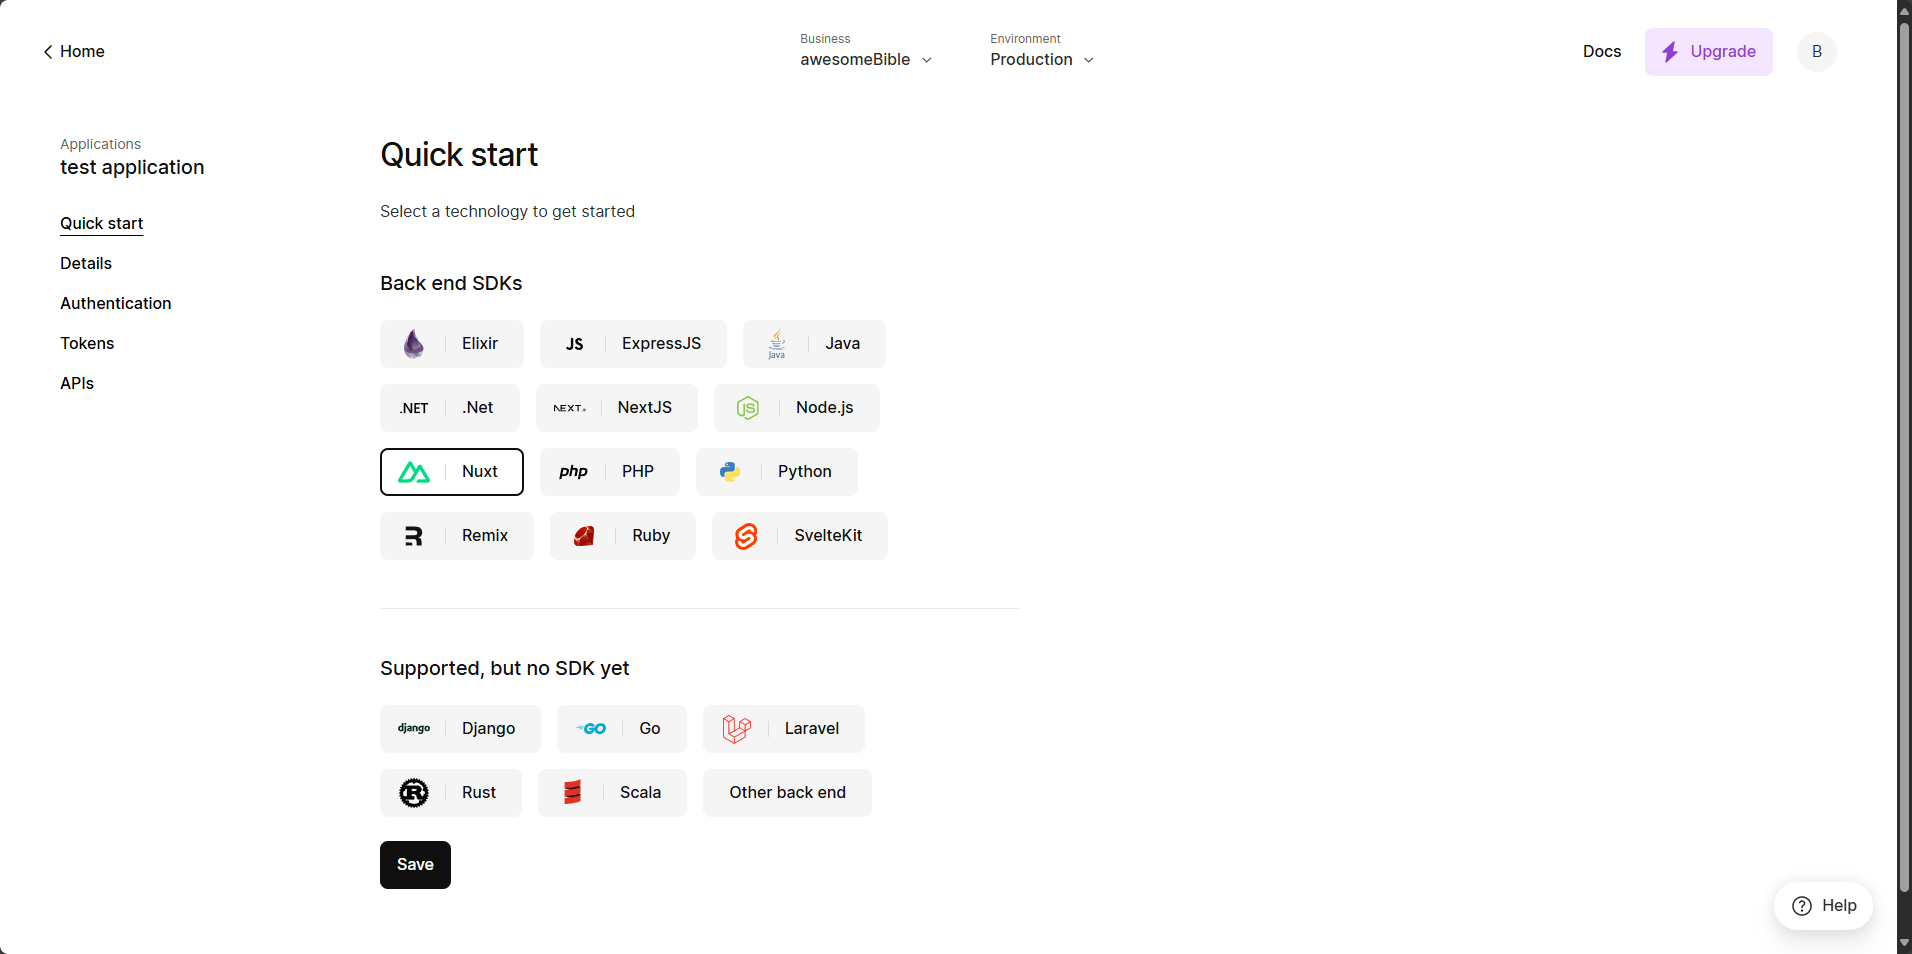 Home
Business
awesomeBible
Environment
Production
Docs
Upgrade
B
Applications
test application
Quick start
Details
Authentication
Tokens
APIs
Quick start
Select a technology to get started
Back end SDKs
Elixir
JS ExpressJS
Java Java
.NET .Net
NEXT.js NextJS
JS Node.js
Nuxt
php PHP
Python
R Remix
Ruby
SvelteKit
Supported, but no SDK yet
django Django
GO Go
Laravel
R Rust
Scala
Other back end
Save
? Help